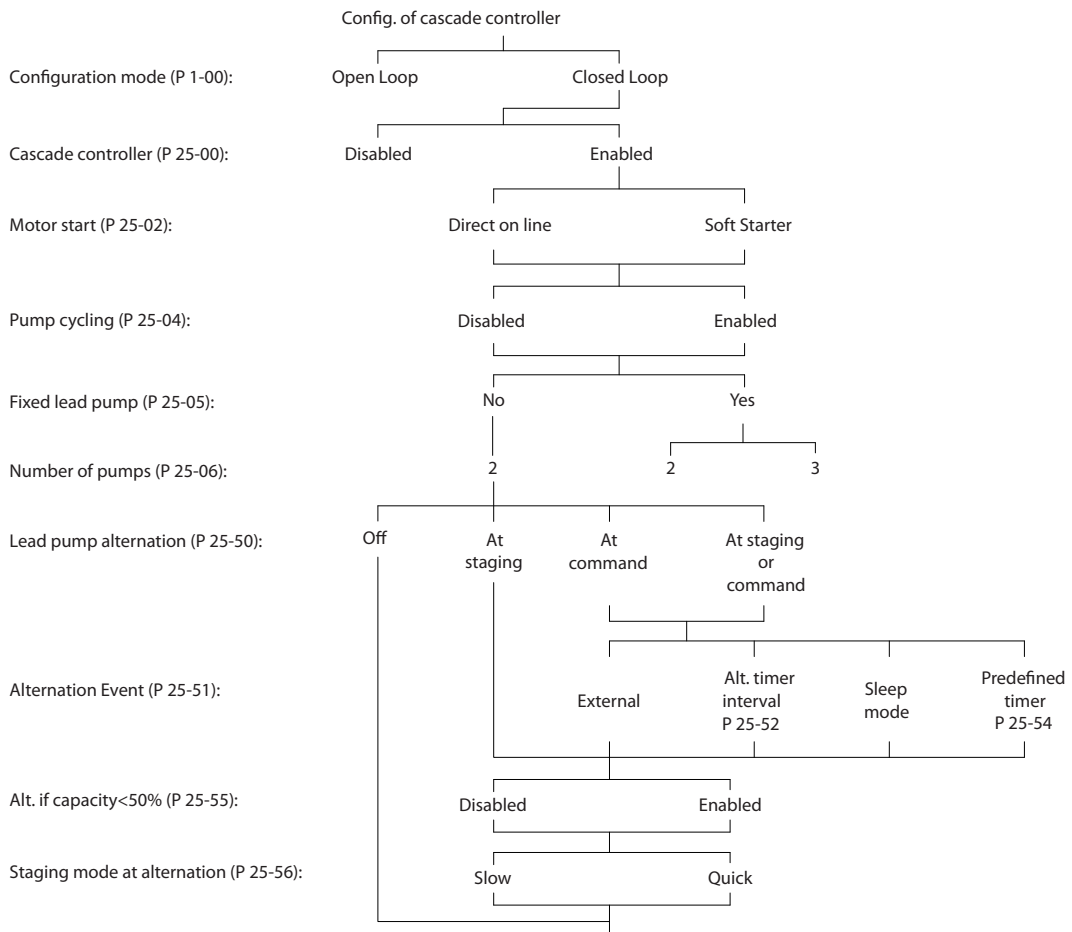 Config. of cascade controller
Configuration mode (P 1-00):
Open Loop
Closed Loop
Cascade controller (P 25-00):
Disabled
Enabled
Motor start (P 25-02):
Direct on line
Soft Starter
Pump cycling (P 25-04):
Disabled
Enabled
Fixed lead pump (P 25-05):
No
Yes
Number of pumps (P 25-06):
2
2
3
Lead pump alternation (P 25-50):
Off
At
staging
At
command
At staging
or
command
Alternation Event (P 25-51):
External
Alt. timer
interval
P 25-52
Sleep
mode
Predefined
timer
P 25-54
Alt. if capacity<50% (P 25-55):
Disabled
Enabled
Staging mode at alternation (P 25-56):
Slow
Quick